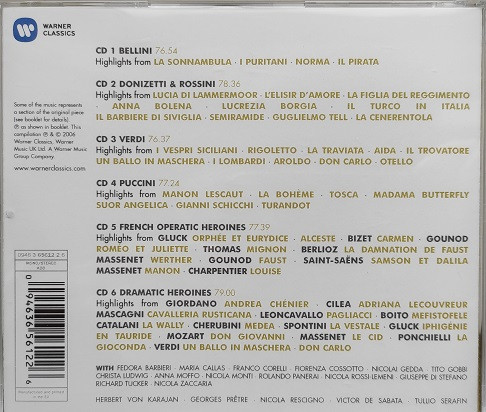 WARNER
CLASSICS
CD 1 BELLINI 76.54
Highlights from LA SONNAMBULA · I PURITANI · NORMA · IL PIRATA
CD 2 DONIZETTI & ROSSINI 78.36
Highlights from LUCIA DI LAMMERMOOR · L'ELISIR D'AMORE · LA FIGLIA DEL REGGIMENTO
· ANNA BOLENA · LUCREZIA BORGIA · IL TURCO IN ITALIA
IL BARBIERE DI SIVIGLIA · SEMIRAMIDE · GUGLIELMO TELL · LA CENERENTOLA
Some of the music represents
a section of the original piece
(see booklet for details)
℗ as shown in booklet. This
compilation ℗ & © 2006
Warner Classics, Warner
Music UK Ltd. A Warner Music
Group Company.
www.warnerclassics.com
CD 3 VERDI 76.37
Highlights from I VESPRI SICILIANI · RIGOLETTO · LA TRAVIATA · AIDA · IL TROVATORE
UN BALLO IN MASCHERA · I LOMBARDI · AROLDO · DON CARLO · OTELLO
CD 4 PUCCINI 77.24
Highlights from MANON LESCAUT · LA BOHÈME · TOSCA · MADAMA BUTTERFLY
SUOR ANGELICA · GIANNI SCHICCHI · TURANDOT
CD 5 FRENCH OPERATIC HEROINES 77.39
Highlights from GLUCK ORPHÉE ET EURYDICE · ALCESTE · BIZET CARMEN · GOUNOD
ROMÉO ET JULIETTE · THOMAS MIGNON · BERLIOZ LA DAMNATION DE FAUST
MASSENET WERTHER · GOUNOD FAUST · SAINT-SAËNS SAMSON ET DALILA
MASSENET MANON · CHARPENTIER LOUISE
CD 6 DRAMATIC HEROINES 79.00
Highlights from GIORDANO ANDREA CHÉNIER · CILEA ADRIANA LECOUVREUR
MASCAGNI CAVALLERIA RUSTICANA · LEONCAVALLO PAGLIACCI · BOITO MEFISTOFELE
CATALANI LA WALLY · CHERUBINI MEDEA · SPONTINI LA VESTALE · GLUCK IPHIGÉNIE
EN TAURIDE · MOZART DON GIOVANNI · MASSENET LE CID · PONCHIELLI LA
GIOCONDA · VERDI UN BALLO IN MASCHERA · DON CARLO
0 94636 56122 6
WITH FEDORA BARBIERI · MARIA CALLAS · FRANCO CORELLI · FIORENZA COSSOTTO · NICOLAI GEDDA · TITO GOBBI
CHRISTA LUDWIG · ANNA MOFFO · NICOLA MONTI · ROLANDO PANERAI · NICOLA ROSSI-LEMENI · GIUSEPPE DI STEFANO
RICHARD TUCKER · NICOLA ZACCARIA
HERBERT VON KARAJAN · GEORGES PRÊTRE · NICOLA RESCIGNO · VICTOR DE SABATA · TULLIO SERAFIN